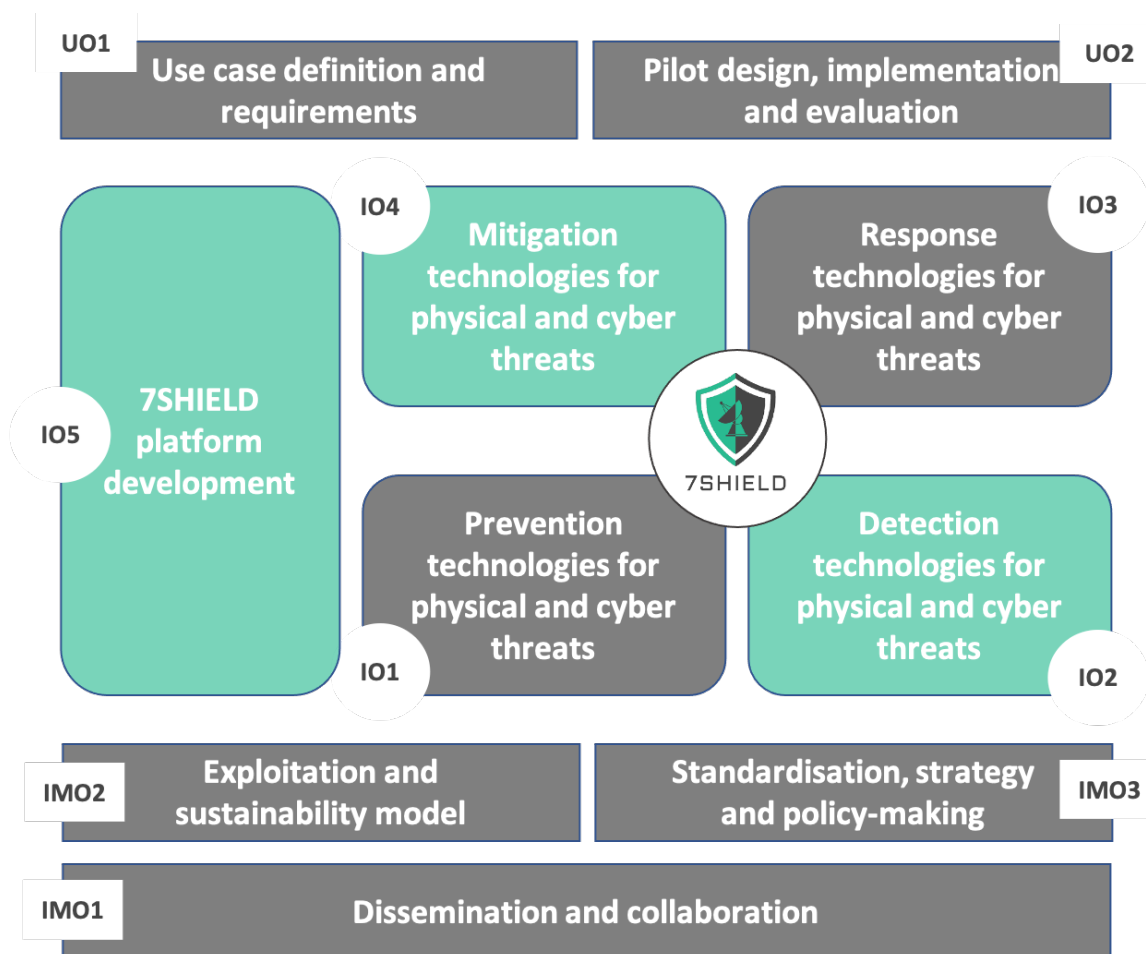 UO1
Use case definition and
requirements
UO2
Pilot design, implementation
and evaluation
IO4
Mitigation
technologies for
physical and cyber
threats
IO3
Response
technologies for
physical and cyber
threats
IO5
7SHIELD
platform
development
7SHIELD
IO1
Prevention
technologies for
physical and cyber
threats
IO2
Detection
technologies for
physical and cyber
threats
IMO2
Exploitation and
sustainability model
IMO3
Standardisation, strategy
and policy-making
IMO1
Dissemination and collaboration